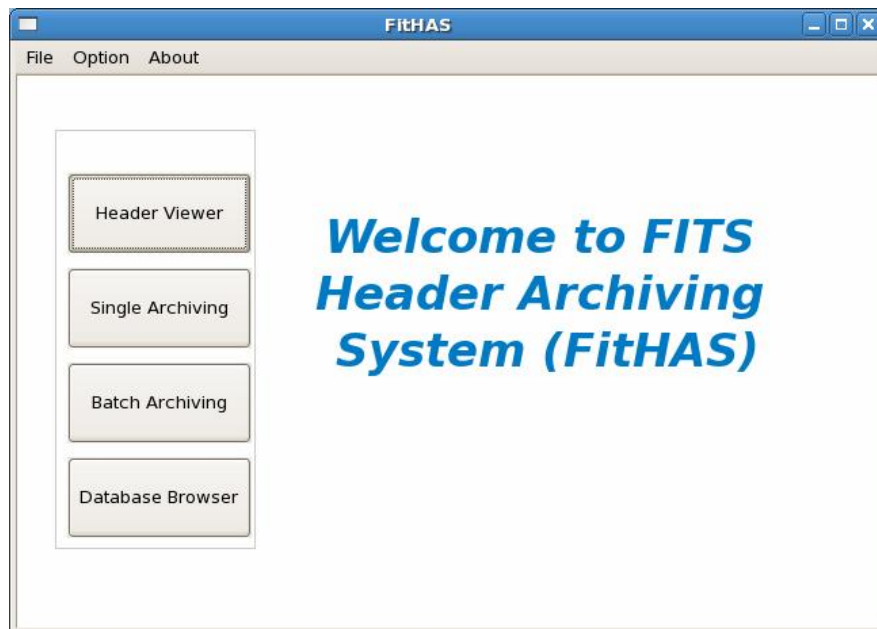 FitHAS
File Option About
Header Viewer
Single Archiving
Batch Archiving
Database Browser
Welcome to FITS
Header Archiving
System (FitHAS)